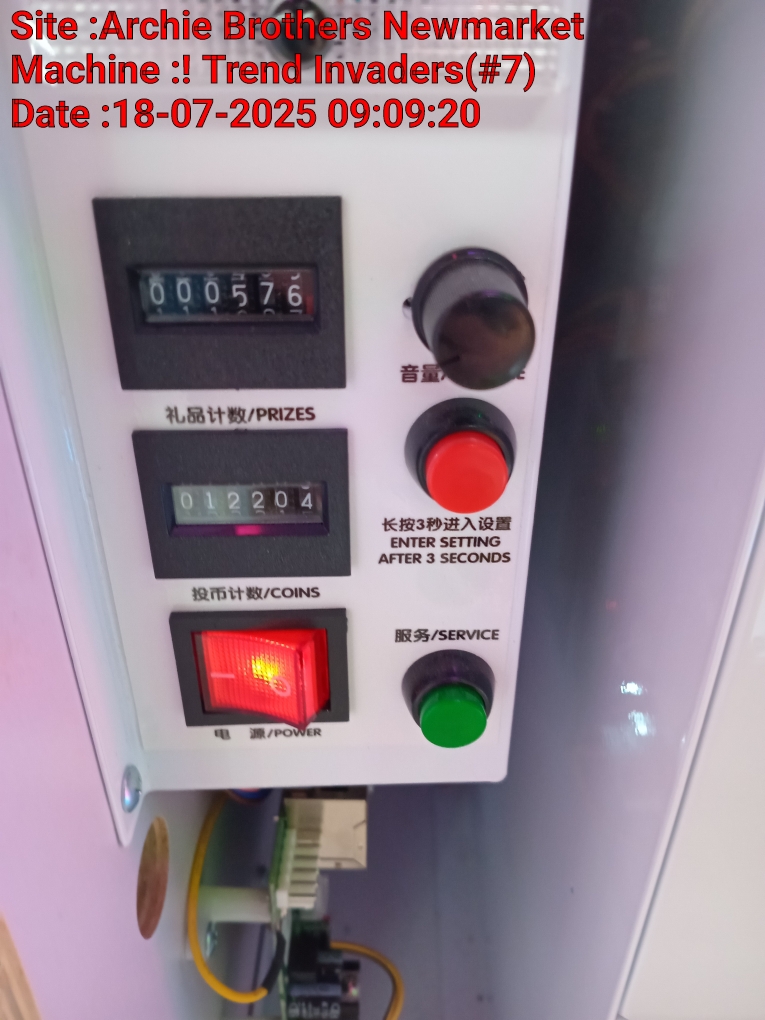 Site :Archie Brothers Newmarket
Machine :! Trend Invaders(#7)
Date :18-07-2025 09:09:20
000576
礼品计数/PRIZES
012204
投币计数/COINS
电 源/POWER
音量
长按3秒进入设置
ENTER SETTING
AFTER 3 SECONDS
服务/SERVICE